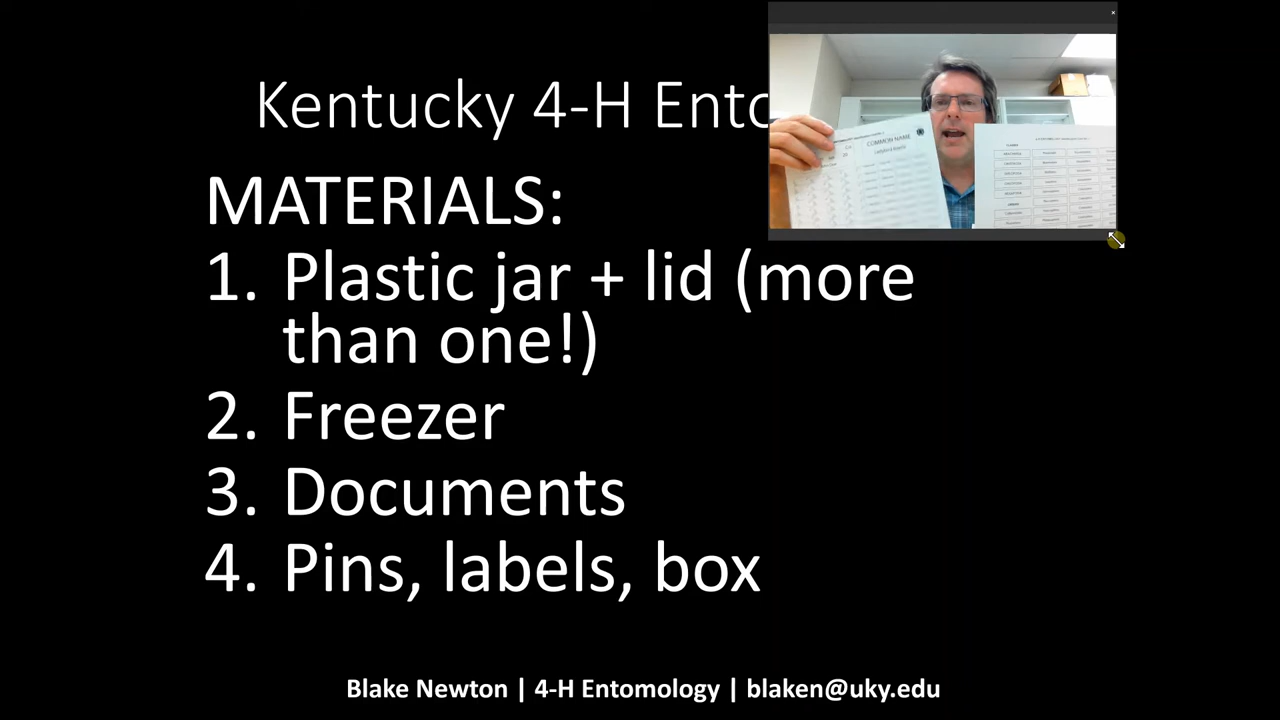 Kentucky 4-H Ento
MATERIALS:
1. Plastic jar + lid (more
than one!)
2. Freezer
3. Documents
4. Pins, labels, box
COMMON NAME
Blake Newton | 4-H Entomology | blaken@uky.edu